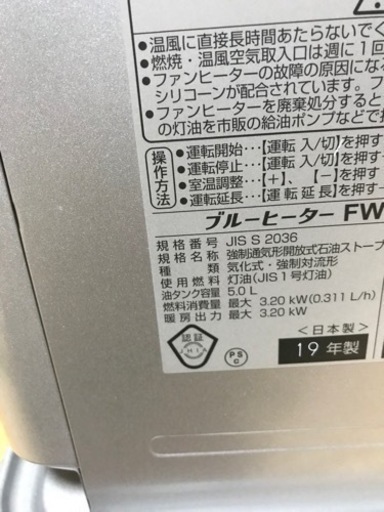 ●温風に直接長時間あたらないでく
●燃焼・温風空気取入口は週に1回
●ファンヒーターの故障の原因にな
シリコーンが配合されています。フ
●ファンヒーターを廃棄処分すると
の灯油を市販の給油ポンプなどで
操作方法
●運転開始…【運転 入/切】を押す
●運転停止…【運転 入/切】を押す
●室温調整…【+】、【-】を押す
●運転延長…【運転延長】を押す
ブルーヒーター FW
規格番号 JIS S 2036
規格名称 強制通気形開放式石油ストーブ
種類 気化式・強制対流形
使用燃料 灯油(JIS1号灯油)
油タンク容量 5.0 L
燃料消費量 最大 3.20 kW(0.311 L/h)
暖房出力 最大 3.20 kW
<日本製>
認証
JHIA
PS
C
19年製